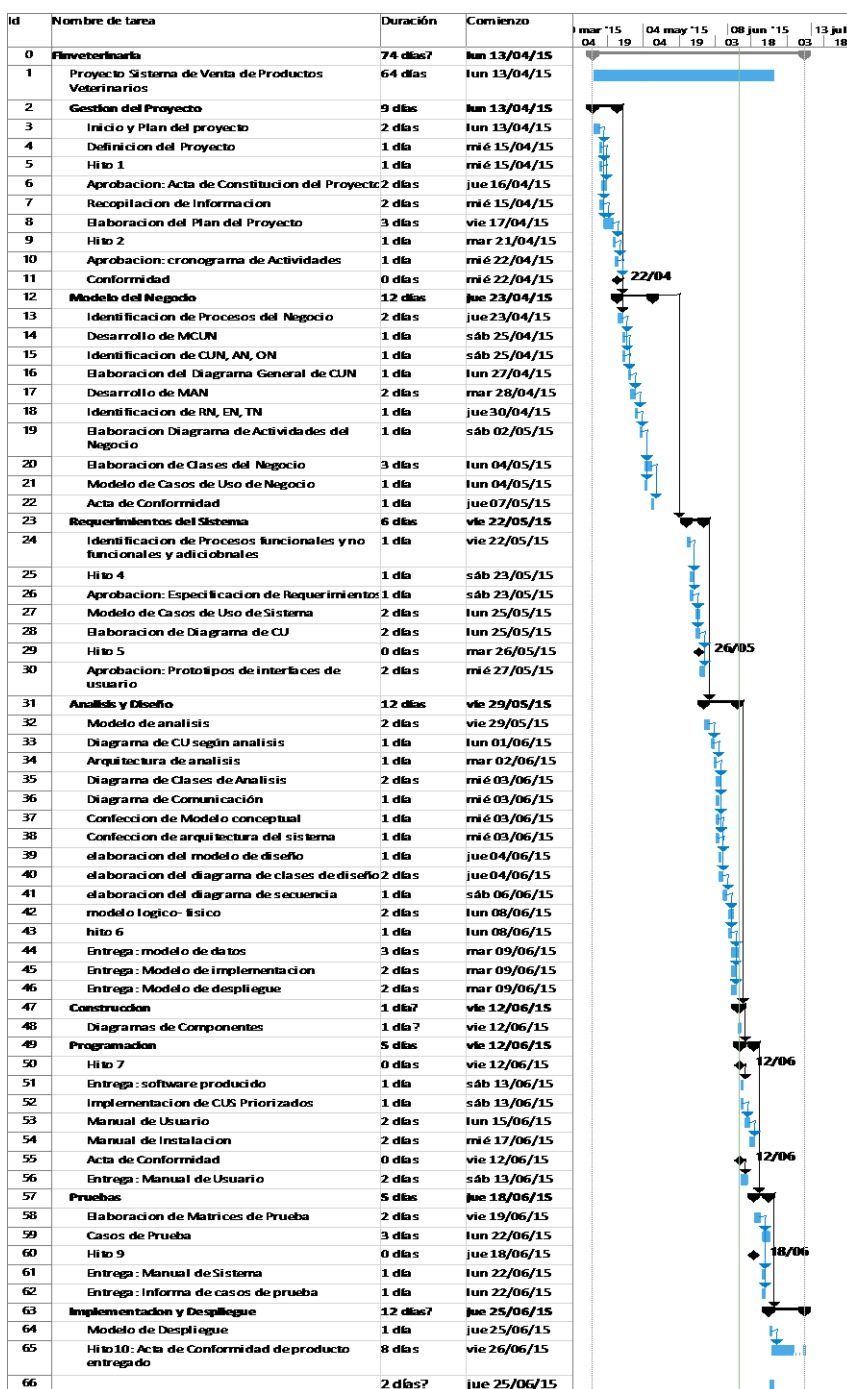 Id Nombre de tarea Duración Comienzo
mar '15 04 may '15 08 jun '15 13 jul
04 19 04 19 03 18 03 18
0 Finveterinaria 74 días? lun 13/04/15
1 Proyecto Sistema de Venta de Productos Veterinarios 64 días lun 13/04/15
2 Gestion del Proyecto 9 días lun 13/04/15
3 Inicio y Plan del proyecto 2 días lun 13/04/15
4 Definicion del Proyecto 1 día mié 15/04/15
5 Hito 1 1 día mié 15/04/15
6 Aprobacion: Acta de Constitucion del Proyecto 2 días jue 16/04/15
7 Recopilacion de Informacion 2 días mié 15/04/15
8 Elaboracion del Plan del Proyecto 3 días vie 17/04/15
9 Hito 2 1 día mar 21/04/15
10 Aprobacion: cronograma de Actividades 1 día mié 22/04/15
11 Conformidad 0 días mié 22/04/15 22/04
12 Modelo del Negocio 12 días jue 23/04/15
13 Identificacion de Procesos del Negocio 2 días jue 23/04/15
14 Desarrollo de MCUN 1 día sáb 25/04/15
15 Identificacion de CUN, AN, ON 1 día sáb 25/04/15
16 Elaboracion del Diagrama General de CUN 1 día lun 27/04/15
17 Desarrollo de MAN 2 días mar 28/04/15
18 Identificacion de RN, EN, TN 1 día jue 30/04/15
19 Elaboracion Diagrama de Actividades del Negocio 1 día sáb 02/05/15
20 Elaboracion de Clases del Negocio 3 días lun 04/05/15
21 Modelo de Casos de Uso de Negocio 1 día lun 04/05/15
22 Acta de Conformidad 1 día jue 07/05/15
23 Requerimientos del Sistema 6 días vie 22/05/15
24 Identificacion de Procesos funcionales y no funcionales y adiciobnales 1 día vie 22/05/15
25 Hito 4 1 día sáb 23/05/15
26 Aprobacion: Especificacion de Requerimientos 1 día sáb 23/05/15
27 Modelo de Casos de Uso de Sistema 2 días lun 25/05/15
28 Elaboracion de Diagrama de CU 2 días lun 25/05/15
29 Hito 5 0 días mar 26/05/15 26/05
30 Aprobacion: Prototipos de interfaces de usuario 2 días mié 27/05/15
31 Analisis y Diseño 12 días vie 29/05/15
32 Modelo de analisis 2 días vie 29/05/15
33 Diagrama de CU según analisis 1 día lun 01/06/15
34 Arquitectura de analisis 1 día mar 02/06/15
35 Diagrama de Clases de Analisis 2 días mié 03/06/15
36 Diagrama de Comunicación 1 día mié 03/06/15
37 Confeccion de Modelo conceptual 1 día mié 03/06/15
38 Confeccion de arquitectura del sistema 1 día mié 03/06/15
39 elaboracion del modelo de diseño 1 día jue 04/06/15
40 elaboracion del diagrama de clases de diseño 2 días jue 04/06/15
41 elaboracion del diagrama de secuencia 1 día sáb 06/06/15
42 modelo logico- fisico 2 días lun 08/06/15
43 hito 6 1 día lun 08/06/15
44 Entrega: modelo de datos 3 días mar 09/06/15
45 Entrega: Modelo de implementacion 2 días mar 09/06/15
46 Entrega: Modelo de despliegue 2 días mar 09/06/15
47 Construccion 1 día? vie 12/06/15
48 Diagramas de Componentes 1 día? vie 12/06/15
49 Programacion 5 días vie 12/06/15
50 Hito 7 0 días vie 12/06/15 12/06
51 Entrega: software producido 1 día sáb 13/06/15
52 Implementacion de CUS Priorizados 1 día sáb 13/06/15
53 Manual de Usuario 2 días lun 15/06/15
54 Manual de Instalacion 2 días mié 17/06/15
55 Acta de Conformidad 0 días vie 12/06/15 12/06
56 Entrega: Manual de Usuario 2 días sáb 13/06/15
57 Pruebas 5 días jue 18/06/15
58 Elaboracion de Matrices de Prueba 2 días vie 19/06/15
59 Casos de Prueba 3 días lun 22/06/15
60 Hito 9 0 días jue 18/06/15 18/06
61 Entrega: Manual de Sistema 1 día lun 22/06/15
62 Entrega: Informa de casos de prueba 1 día lun 22/06/15
63 Implementacion y Despliegue 12 días? jue 25/06/15
64 Modelo de Despliegue 1 día jue 25/06/15
65 Hito10: Acta de Conformidad de producto entregado 8 días vie 26/06/15
66 2 días? jue 25/06/15